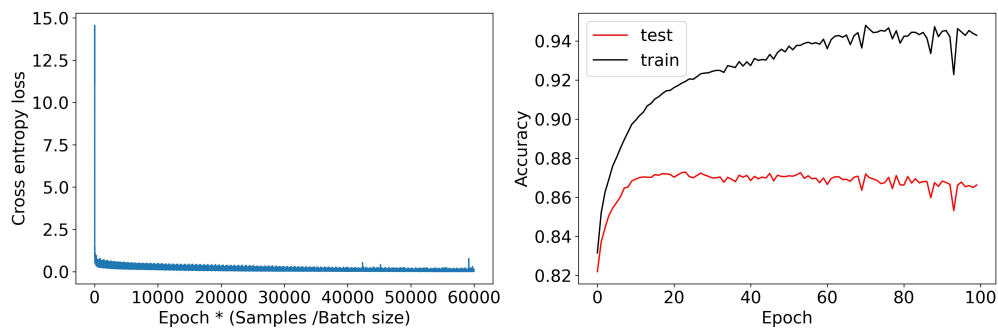 15.0
12.5
10.0
7.5
5.0
2.5
0.0
Cross entropy loss
0 10000 20000 30000 40000 50000 60000
Epoch * (Samples /Batch size)
0.94
0.92
0.90
0.88
0.86
0.84
0.82
Accuracy
test
train
0 20 40 60 80 100
Epoch